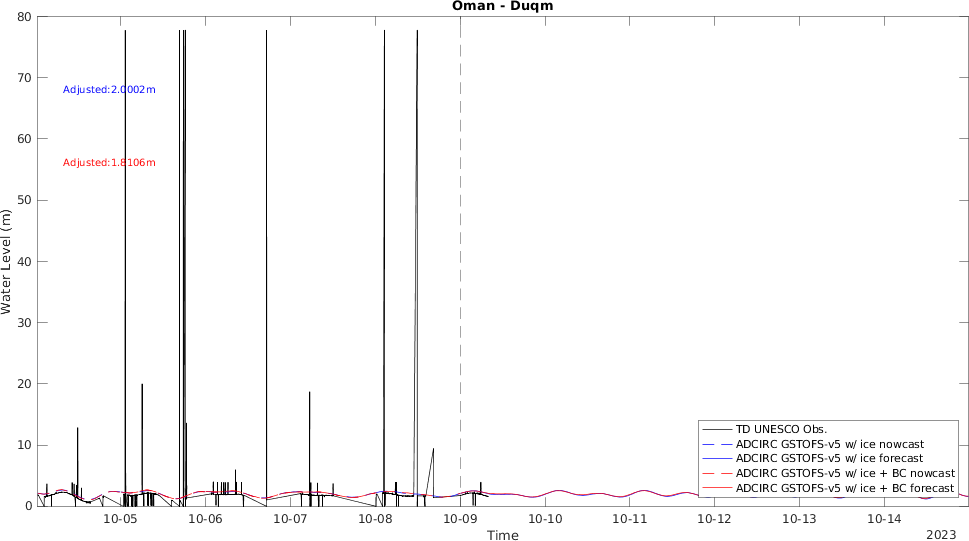 Oman - Duqm
80
70
60
50
40
30
20
10
0
Water Level (m)
Adjusted:2.0002m
Adjusted:1.8106m
TD UNESCO Obs.
ADCIRC GSTOFS-v5 w/ ice nowcast
ADCIRC GSTOFS-v5 w/ ice forecast
ADCIRC GSTOFS-v5 w/ ice + BC nowcast
ADCIRC GSTOFS-v5 w/ ice + BC forecast
10-05 10-06 10-07 10-08 10-09 10-10 10-11 10-12 10-13 10-14
Time
2023